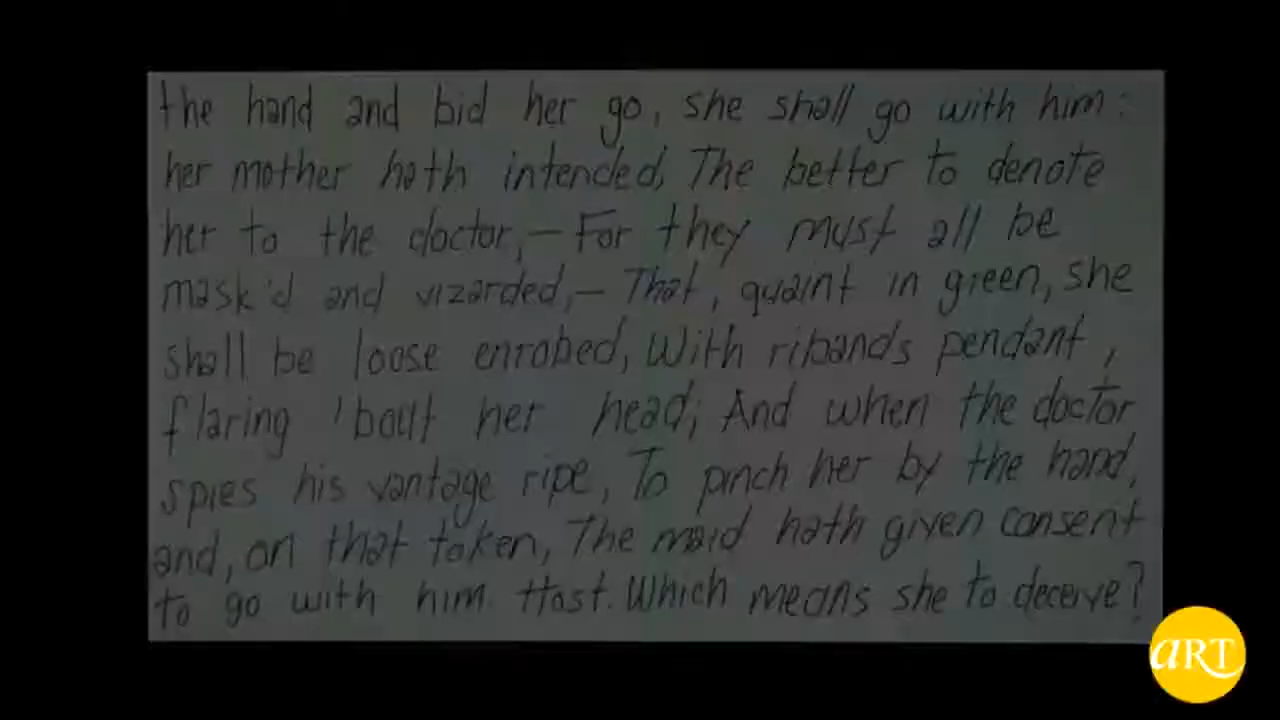 the hand and bid her go, she shall go with him:
her mother hath intended, The better to denote
her to the doctor,- For they must all be
mask'd and vizarded,- That, quaint in green, she
shall be loose enrobed, With ribands pendant,
flaring 'bout her head; And when the doctor
spies his vantage ripe, To pinch her by the hand,
and, on that token, The maid hath given consent
to go with him. Host. Which means she to deceive?
aRT